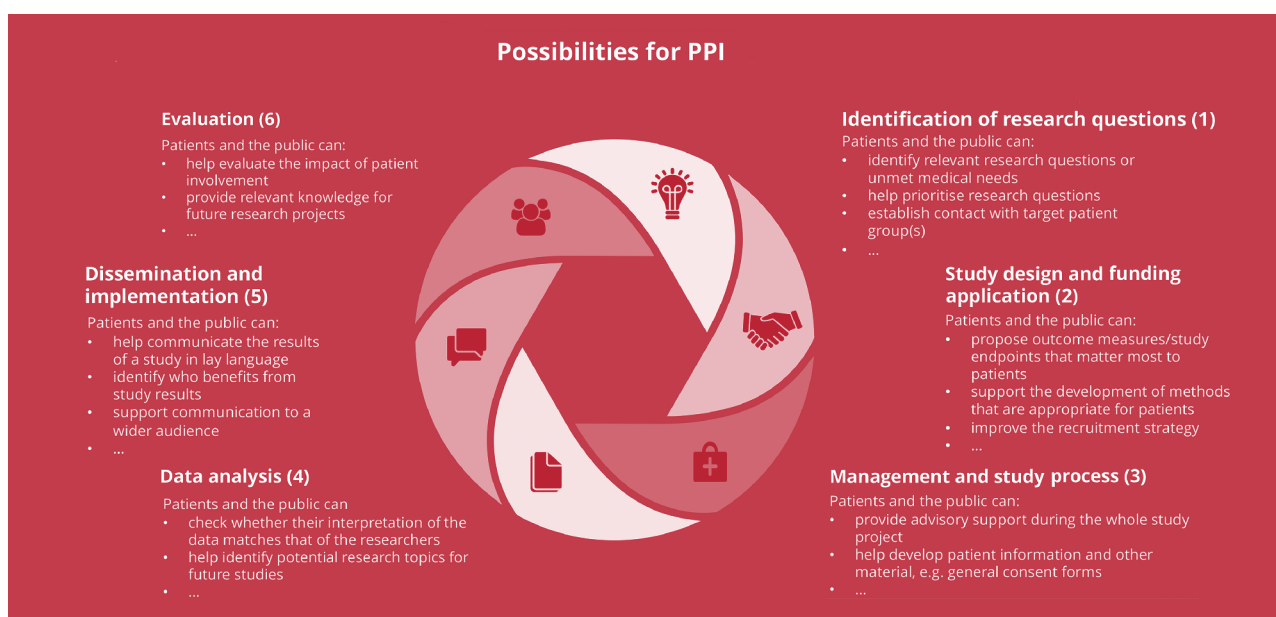 Possibilities for PPI
Identification of research questions (1)
Patients and the public can:
• identify relevant research questions or
unmet medical needs
• help prioritise research questions
• establish contact with target patient
group(s)
• ...
Study design and funding
application (2)
Patients and the public can:
• propose outcome measures/study
endpoints that matter most to
patients
• support the development of methods
that are appropriate for patients
• improve the recruitment strategy
• ...
Management and study process (3)
Patients and the public can:
• provide advisory support during the whole study
project
• help develop patient information and other
material, e.g. general consent forms
• ...
Data analysis (4)
Patients and the public can
• check whether their interpretation of the
data matches that of the researchers
• help identify potential research topics for
future studies
• ...
Dissemination and
implementation (5)
Patients and the public can:
• help communicate the results
of a study in lay language
• identify who benefits from
study results
• support communication to a
wider audience
• ...
Evaluation (6)
Patients and the public can:
• help evaluate the impact of patient
involvement
• provide relevant knowledge for
future research projects
• ...